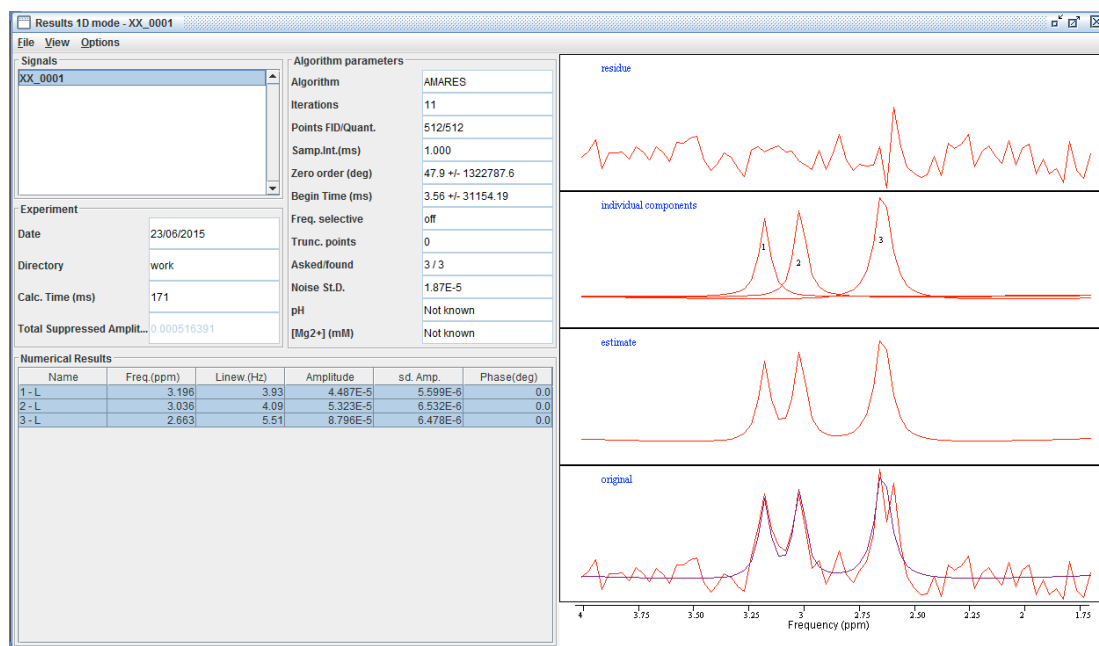 Results 1D mode - XX_0001
File View Options
Signals
XX_0001
Experiment
Date 23/06/2015
Directory work
Calc. Time (ms) 171
Total Suppressed Amplit... 0.000516391
Algorithm parameters
Algorithm AMARES
Iterations 11
Points FID/Quant. 512/512
Samp.Int.(ms) 1.000
Zero order (deg) 47.9 +/- 1322787.6
Begin Time (ms) 3.56 +/- 31154.19
Freq. selective off
Trunc. points 0
Asked/found 3 / 3
Noise St.D. 1.87E-5
pH Not known
[Mg2+] (mM) Not known
Numerical Results
Name Freq.(ppm) Linew.(Hz) Amplitude sd. Amp. Phase(deg)
1 - L 3.196 3.93 4.487E-5 5.599E-6 0.0
2 - L 3.036 4.09 5.323E-5 6.532E-6 0.0
3 - L 2.663 5.51 8.796E-5 6.478E-6 0.0
residue
individual components
1 2 3
estimate
original
4 3.75 3.50 3.25 3 2.75 2.50 2.25 2 1.75
Frequency (ppm)